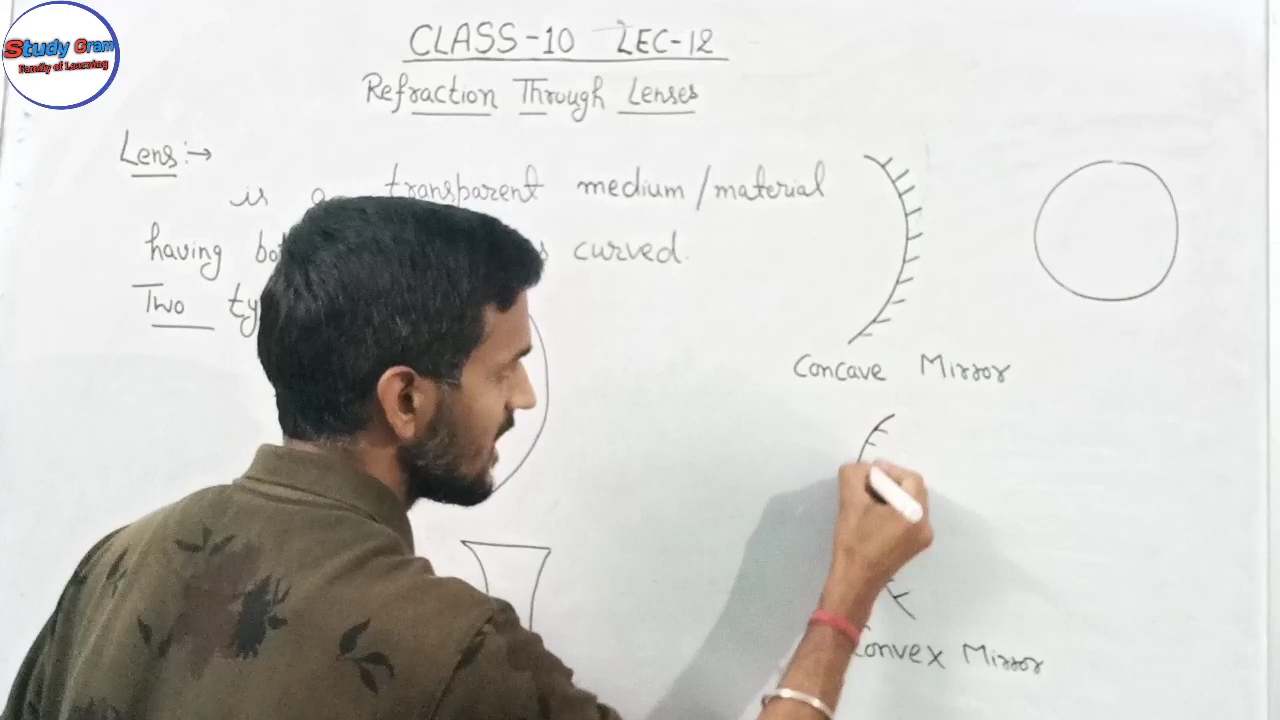 Study Gram
Family of Learning
CLASS-10 LEC-12
Refraction Through Lenses
Lens:→
is a transparent medium/material
having curved.
Two
Concave Mirror
Convex Mirror